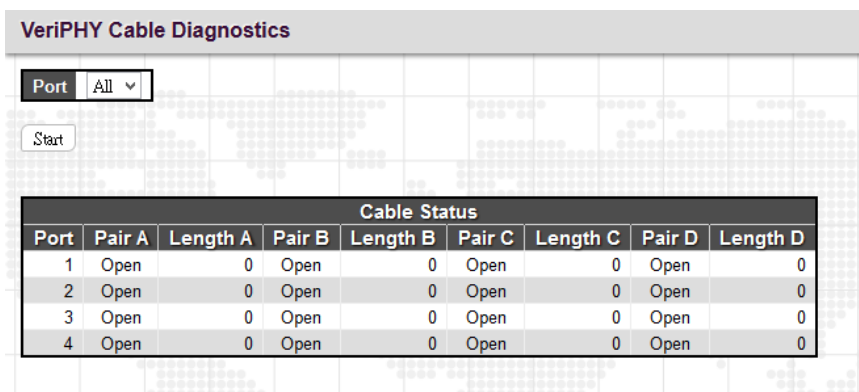 VeriPHY Cable Diagnostics
Port All
Start
Cable Status
Port Pair A Length A Pair B Length B Pair C Length C Pair D Length D
1 Open 0 Open 0 Open 0 Open 0
2 Open 0 Open 0 Open 0 Open 0
3 Open 0 Open 0 Open 0 Open 0
4 Open 0 Open 0 Open 0 Open 0